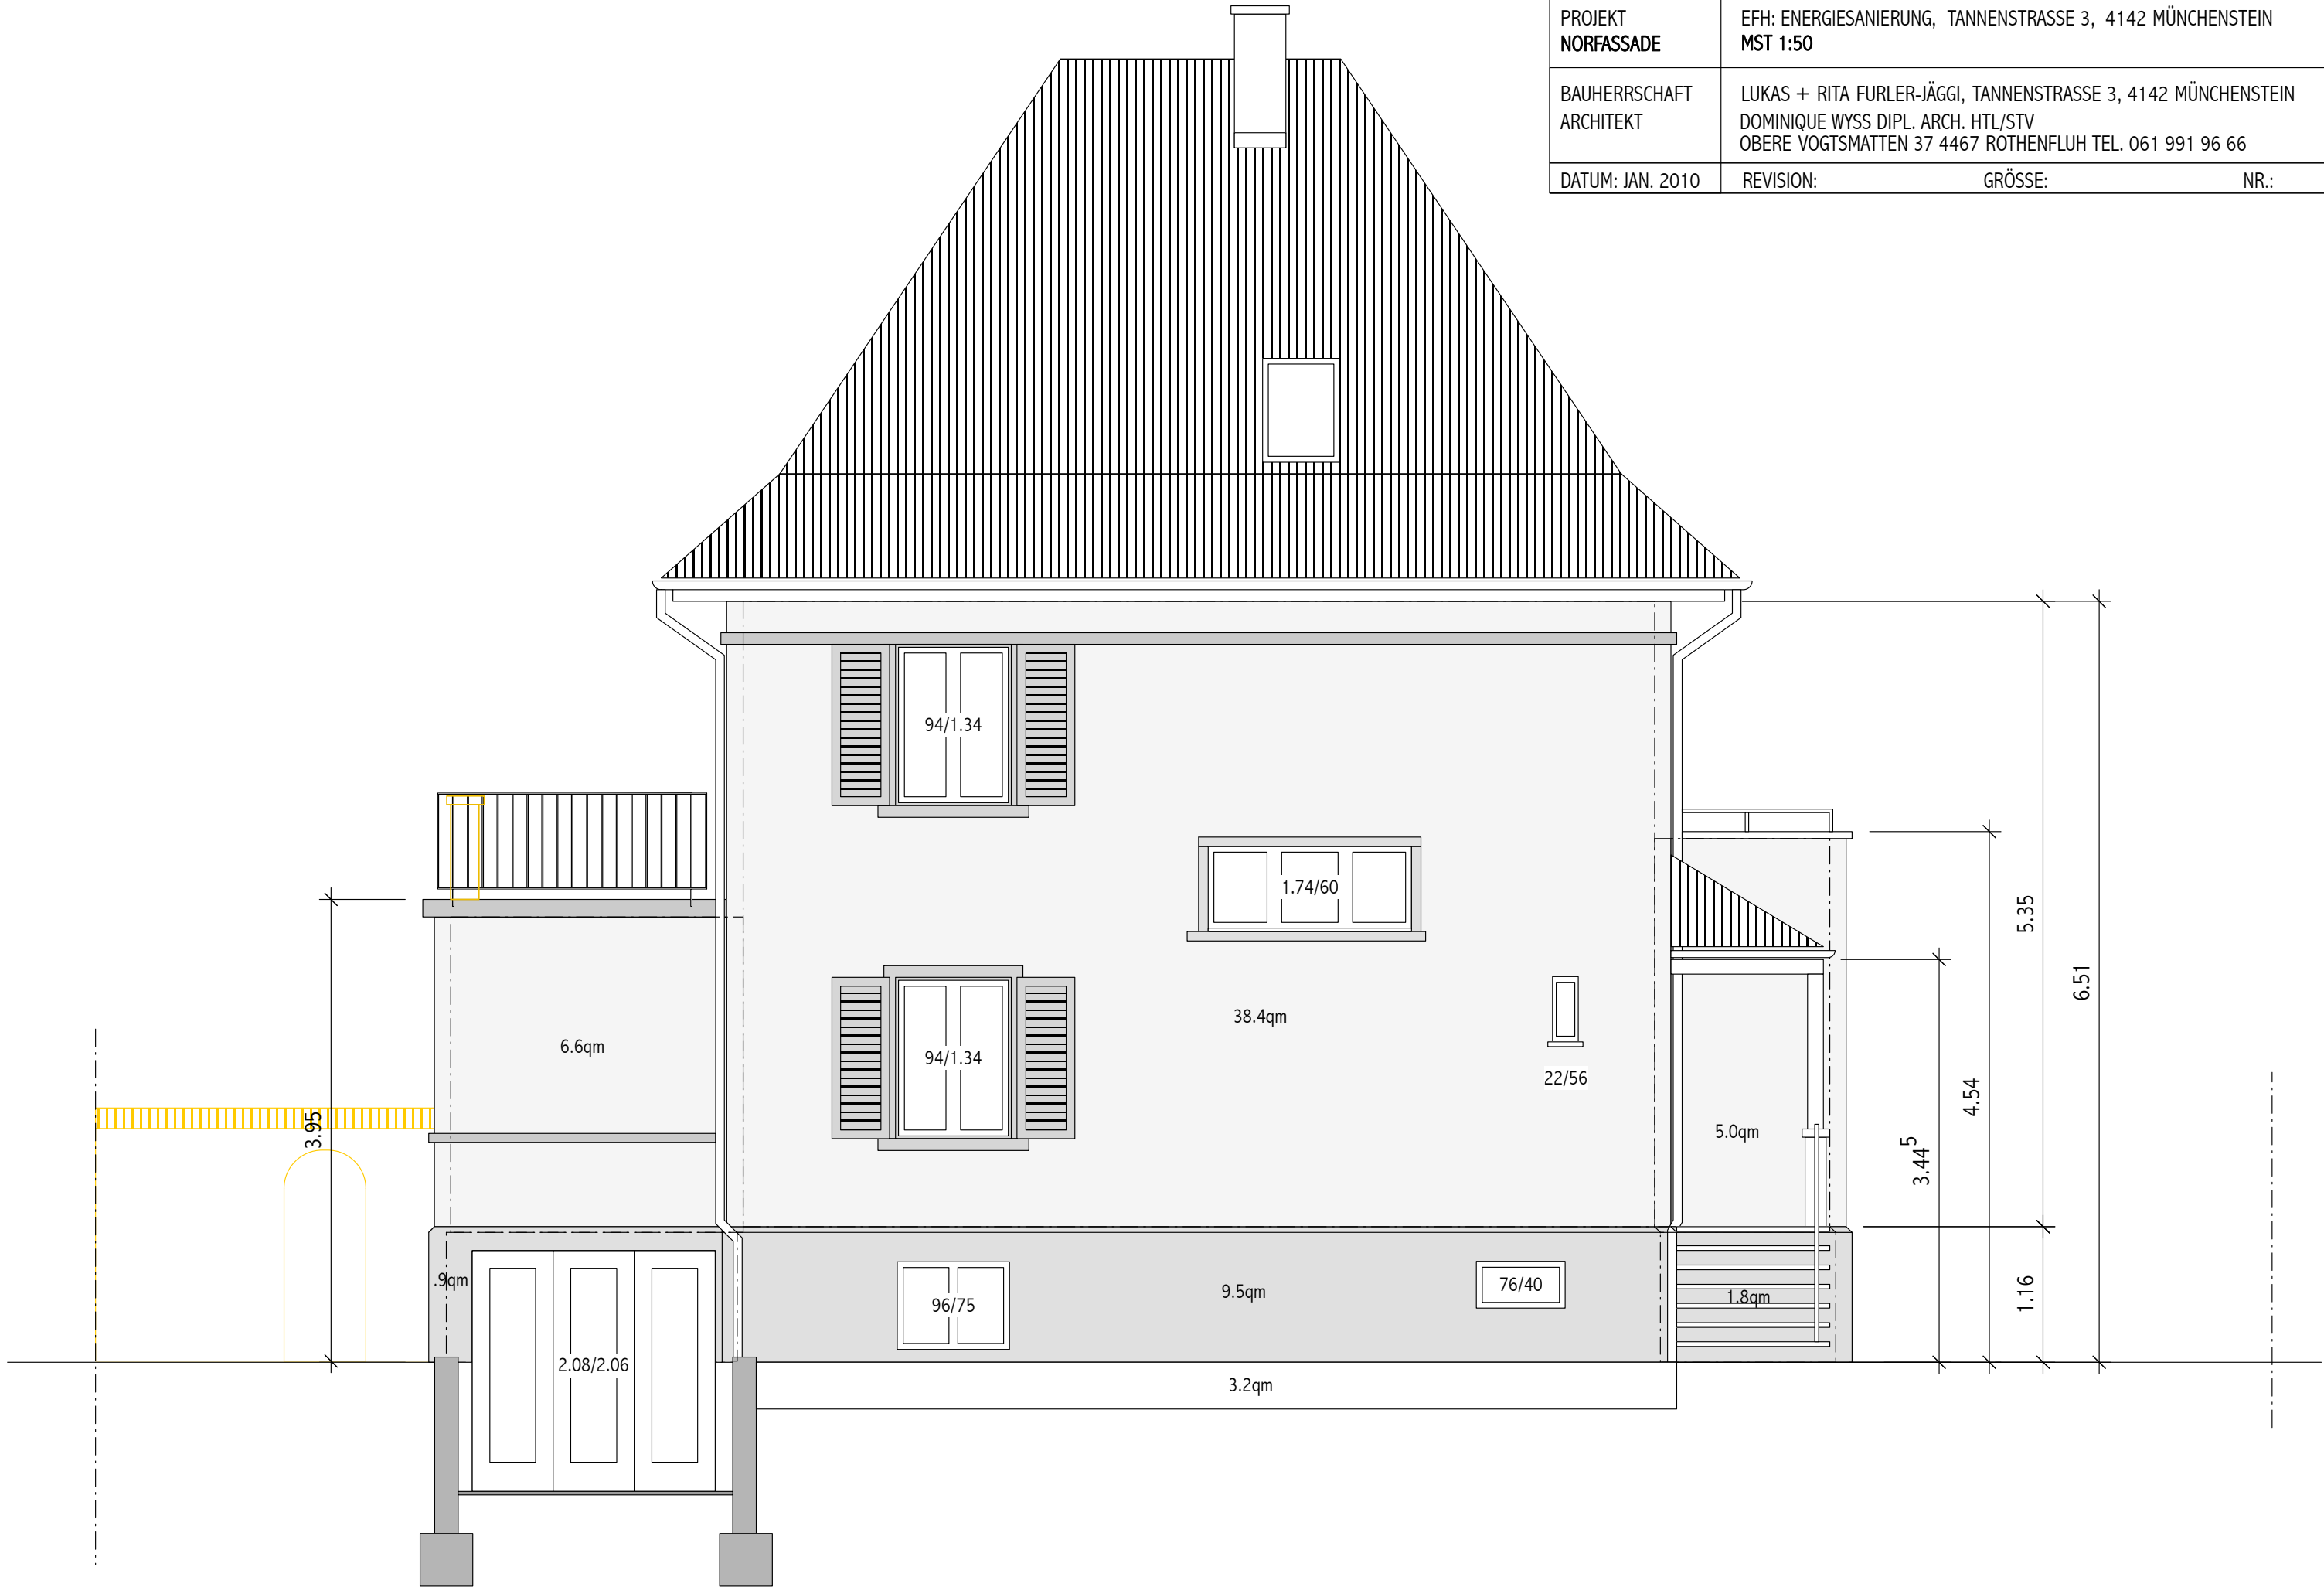 PROJEKT EFH: ENERGIESANIERUNG, TANNENSTRASSE 3, 4142 MÜNCHENSTEIN
NORFASSADE MST 1:50
BAUHERRSCHAFT LUKAS + RITA FURLER-JÄGGI, TANNENSTRASSE 3, 4142 MÜNCHENSTEIN
ARCHITEKT DOMINIQUE WYSS DIPL. ARCH. HTL/STV
OBERE VOGTSMATTEN 37 4467 ROTHENFLUH TEL. 061 991 96 66
DATUM: JAN. 2010 REVISION: GRÖSSE: NR.:
94/1.34
1.74/60
5.35
6.51
38.4qm
6.6qm
94/1.34
22/56
4.54
3.95
5.0qm
3.445
.9qm
96/75
9.5qm
76/40
1.8qm
1.16
2.08/2.06
3.2qm